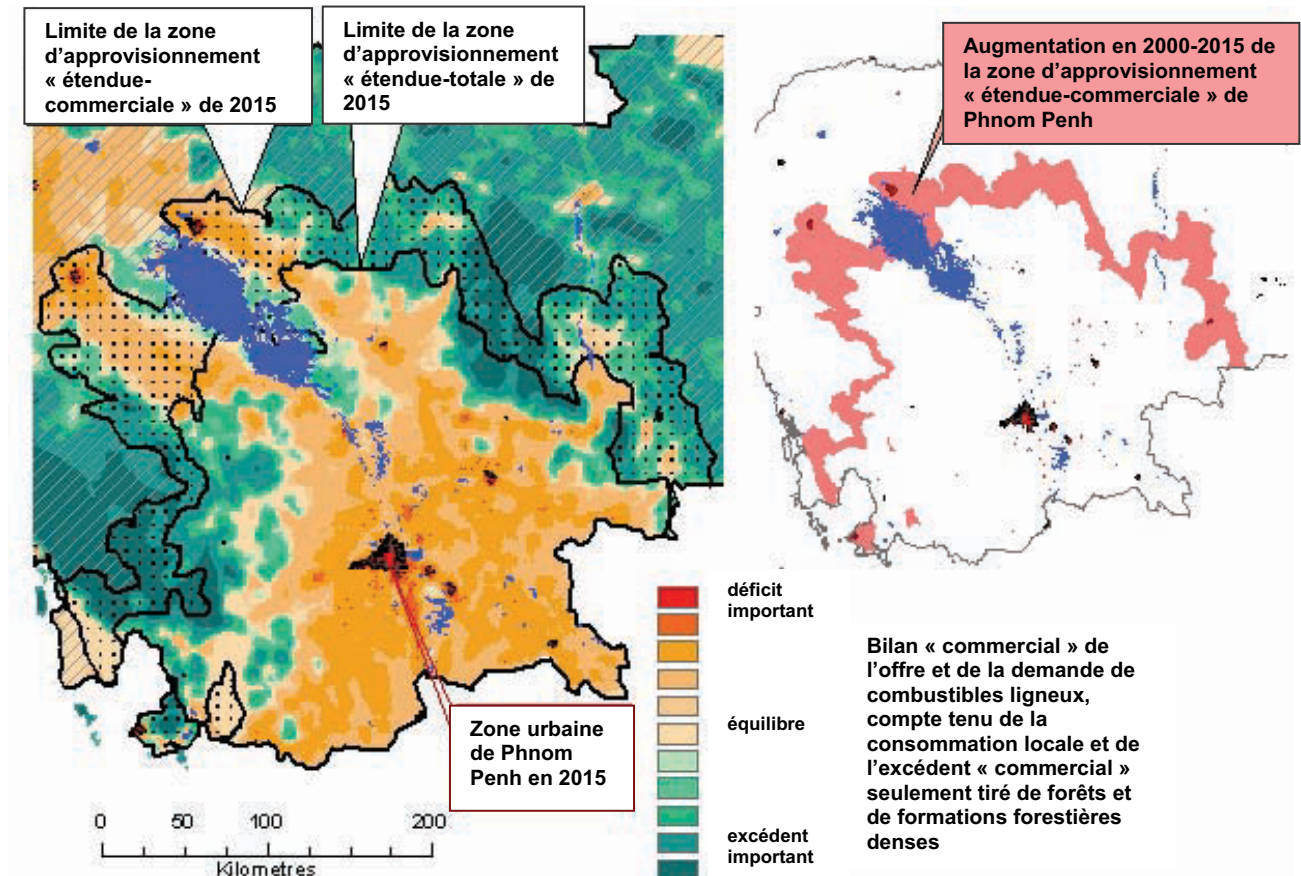 Limite de la zone
d’approvisionnement
« étendue-
commerciale » de 2015
Limite de la zone
d’approvisionnement
« étendue-totale » de
2015
Augmentation en 2000-2015 de
la zone d’approvisionnement
« étendue-commerciale » de
Phnom Penh
Zone urbaine
de Phnom
Penh en 2015
déficit
important
équilibre
excédent
important
Bilan « commercial » de
l’offre et de la demande de
combustibles ligneux,
compte tenu de la
consommation locale et de
l’excédent « commercial »
seulement tiré de forêts et
de formations forestières
denses
0 50 100 200
Kilometres